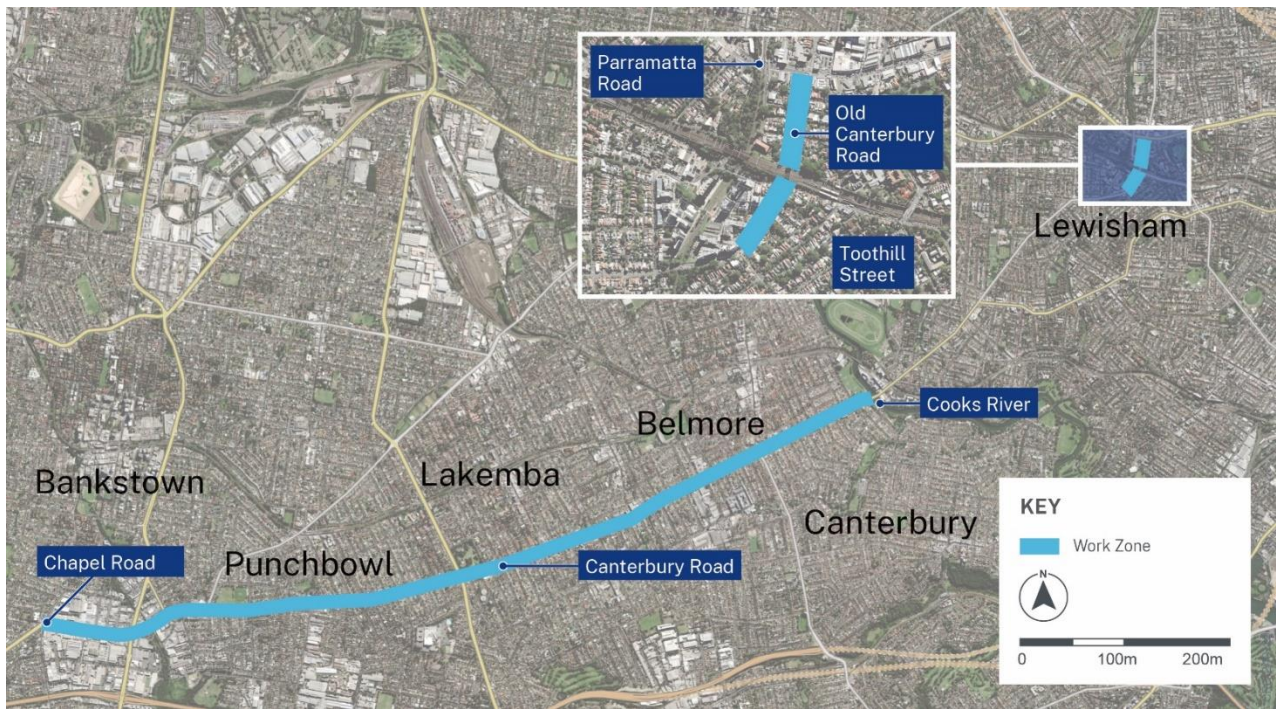 Parramatta
Road
Old
Canterbury
Road
Toothill
Street
Lewisham
Cooks River
Belmore
Lakemba
Bankstown
Canterbury
Punchbowl
Chapel Road
Canterbury Road
KEY
Work Zone
N
0 100m 200m